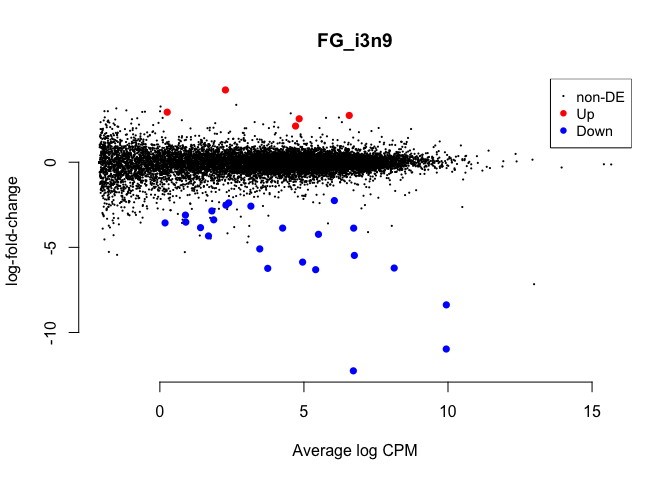 FG_i3n9
non-DE
Up
Down
log-fold-change
0
-5
-10
0 5 10 15
Average log CPM